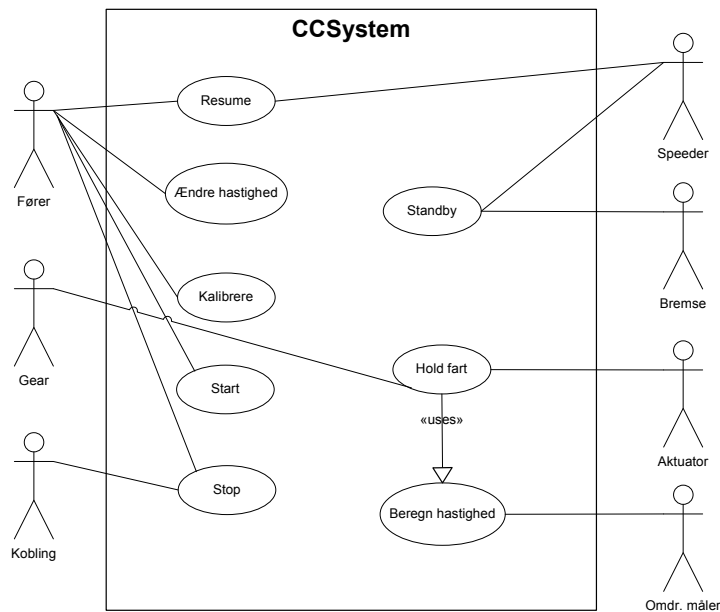 CCSystem
Resume
Speeder
Fører
Ændre hastighed
Standby
Kalibrere
Bremse
Gear
Hold fart
Start
«uses»
Aktuator
Stop
Beregn hastighed
Kobling
Omdr. måler